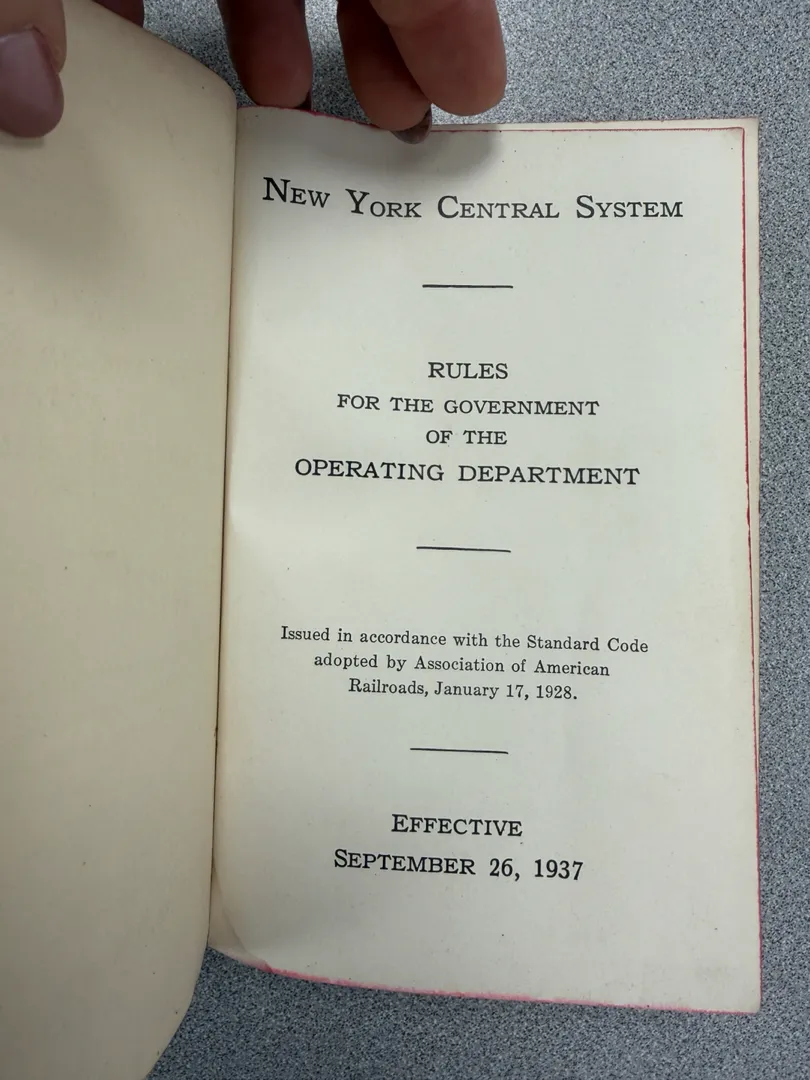 New York Central System
RULES
FOR THE GOVERNMENT
OF THE
OPERATING DEPARTMENT
Issued in accordance with the Standard Code
adopted by Association of American
Railroads, January 17, 1928.
Effective
September 26, 1937